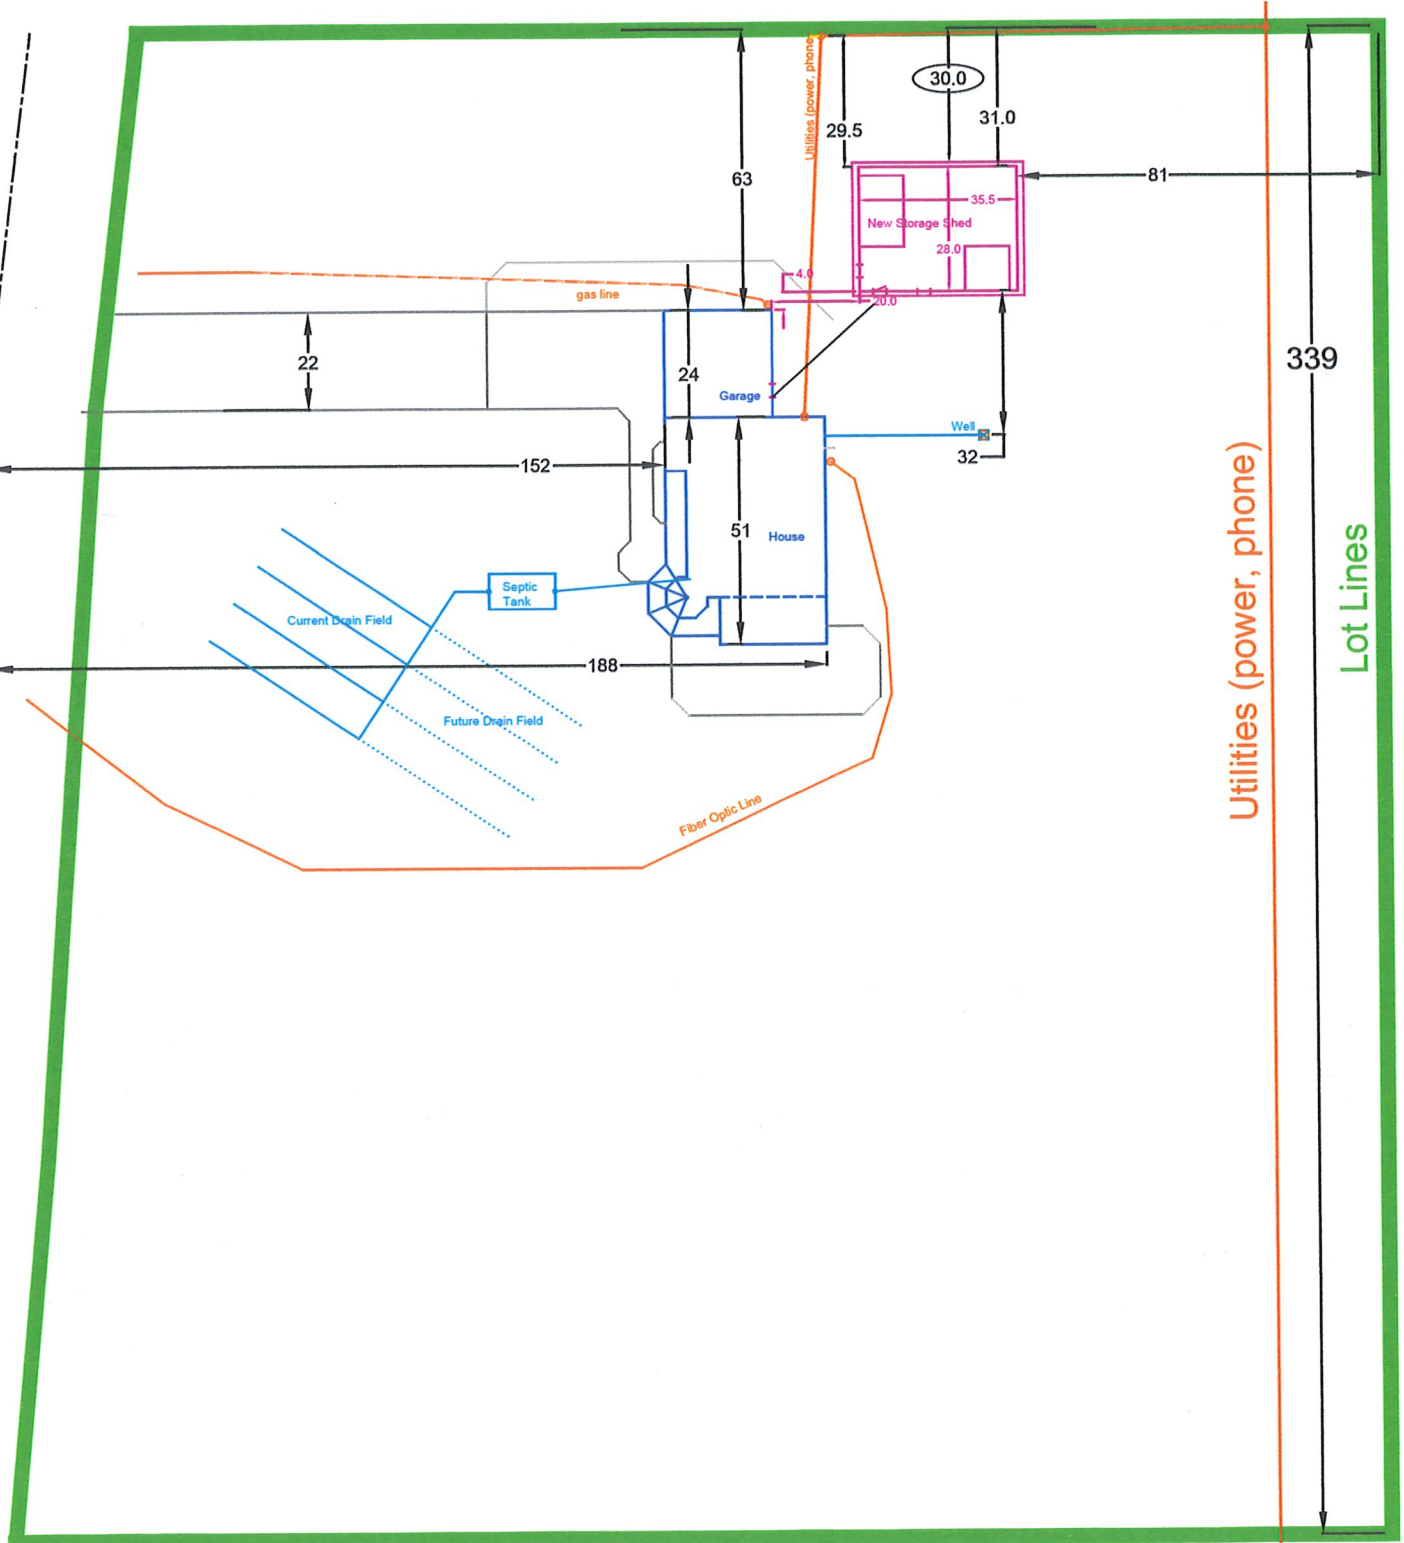 Utilities (power, phone)
30.0
31.0
29.5
63
81
35.5
New Storage Shed
28.0
4.0
gas line
20.0
22
339
24
Garage
Well
32
152
51
House
Septic
Tank
Current Drain Field
188
Future Drain Field
Fiber Optic Line
Utilities (power, phone)
Lot Lines